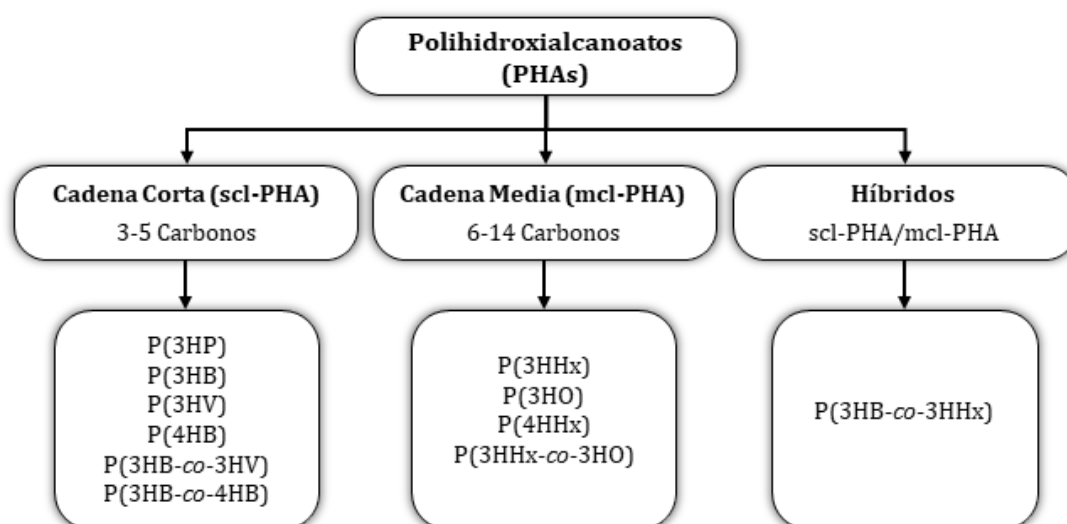 Polihidroxialcanoatos
(PHAs)
Cadena Corta (scl-PHA)
3-5 Carbonos
Cadena Media (mcl-PHA)
6-14 Carbonos
Híbridos
scl-PHA/mcl-PHA
P(3HP)
P(3HB)
P(3HV)
P(4HB)
P(3HB-co-3HV)
P(3HB-co-4HB)
P(3HHx)
P(3HO)
P(4HHx)
P(3HHx-co-3HO)
P(3HB-co-3HHx)